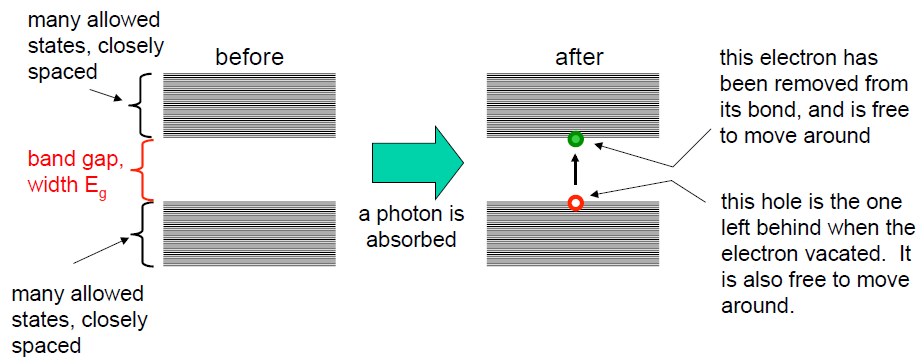 many allowed
states, closely
spaced
before
band gap,
width Eg
many allowed
states, closely
spaced
a photon is
absorbed
after
this electron has
been removed from
its bond, and is free
to move around
this hole is the one
left behind when the
electron vacated.  It
is also free to move
around.